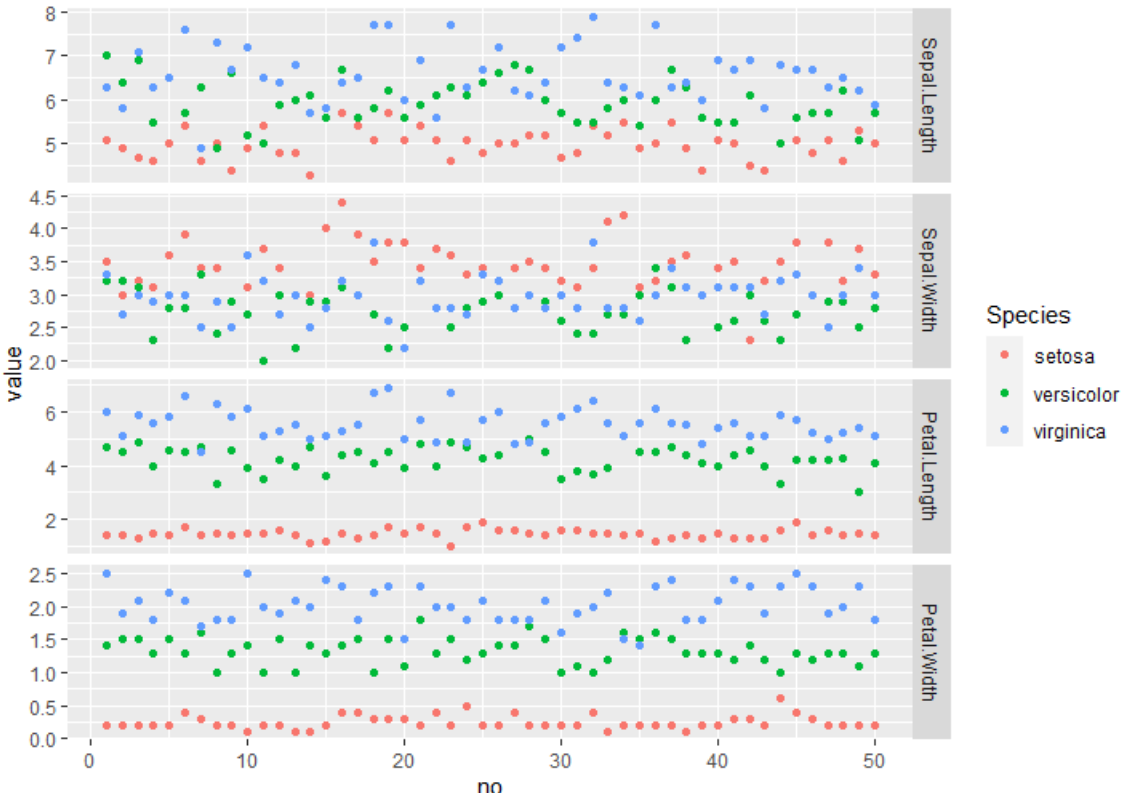 8
7
6
5
Sepal.Length
4.5
4.0
3.5
3.0
2.5
2.0
Sepal.Width
value
6
4
2
Petal.Length
2.5
2.0
1.5
1.0
0.5
0.0
Petal.Width
0 10 20 30 40 50
no
Species
setosa
versicolor
virginica